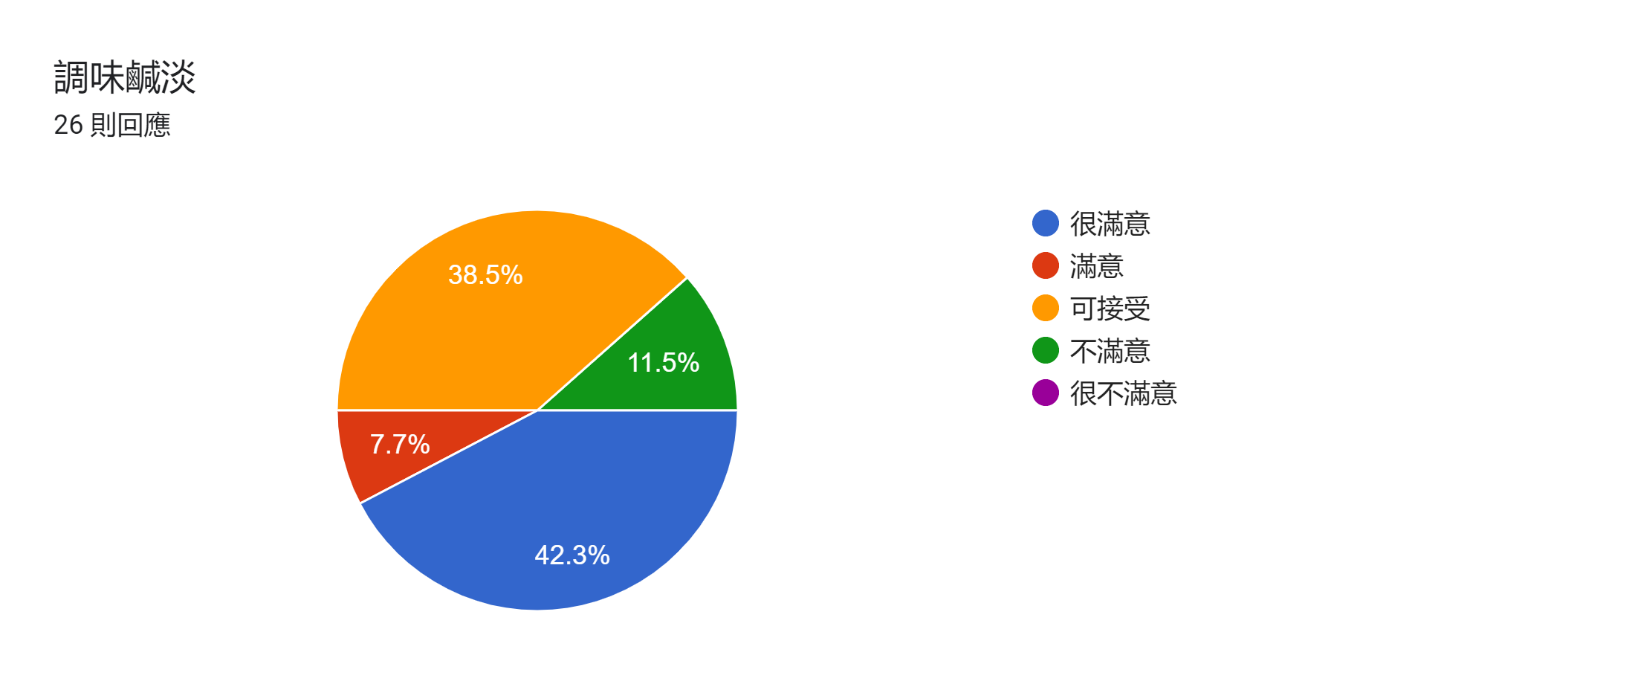 調味鹹淡
26 則回應
38.5%
11.5%
7.7%
42.3%
很滿意
滿意
可接受
不滿意
很不滿意